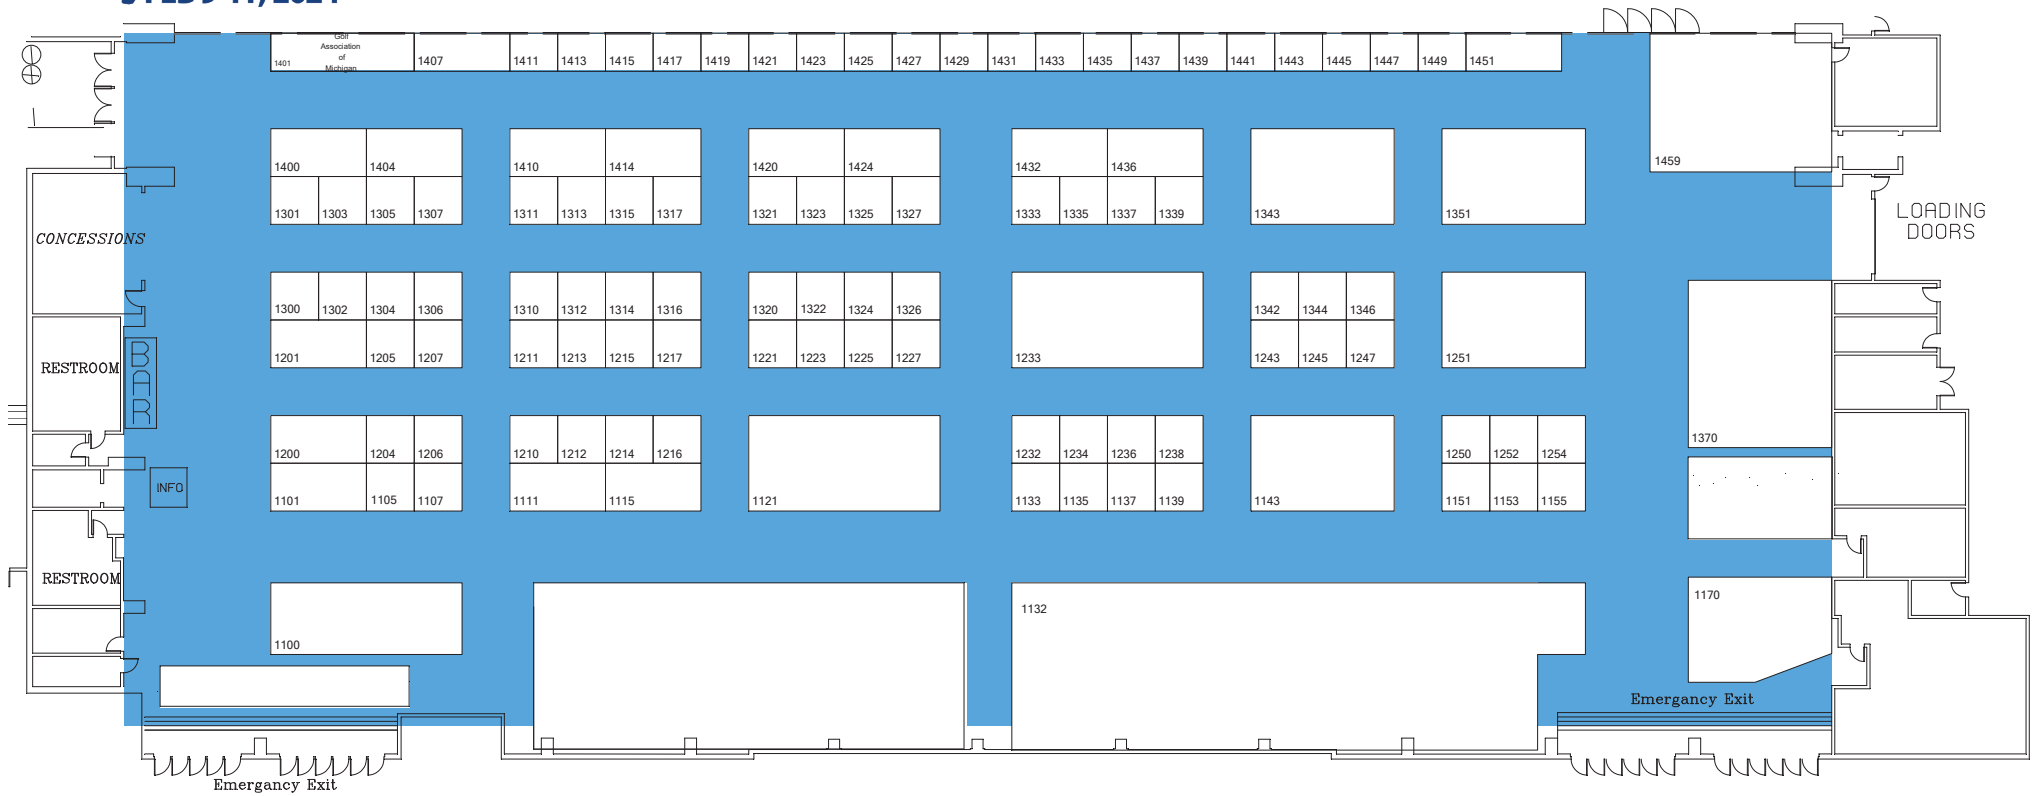 Golf
Association
of
Michigan
1401 1407 1411 1413 1415 1417 1419 1421 1423 1425 1427 1429 1431 1433 1435 1437 1439 1441 1443 1445 1447 1449 1451
1400 1404 1410 1414 1420 1424 1432 1436 1459
1301 1303 1305 1307 1311 1313 1315 1317 1321 1323 1325 1327 1333 1335 1337 1339 1343 1351
LOADING
DOORS
CONCESSIONS
1300 1302 1304 1306 1310 1312 1314 1316 1320 1322 1324 1326 1342 1344 1346
1201 1205 1207 1211 1213 1215 1217 1221 1223 1225 1227 1233 1243 1245 1247 1251
RESTROOM
BAR
1370
1200 1204 1206 1210 1212 1214 1216 1232 1234 1236 1238 1250 1252 1254
INFO
1101 1105 1107 1111 1115 1121 1133 1135 1137 1139 1143 1151 1153 1155
RESTROOM
1132 1170
1100
Emergancy Exit
Emergancy Exit